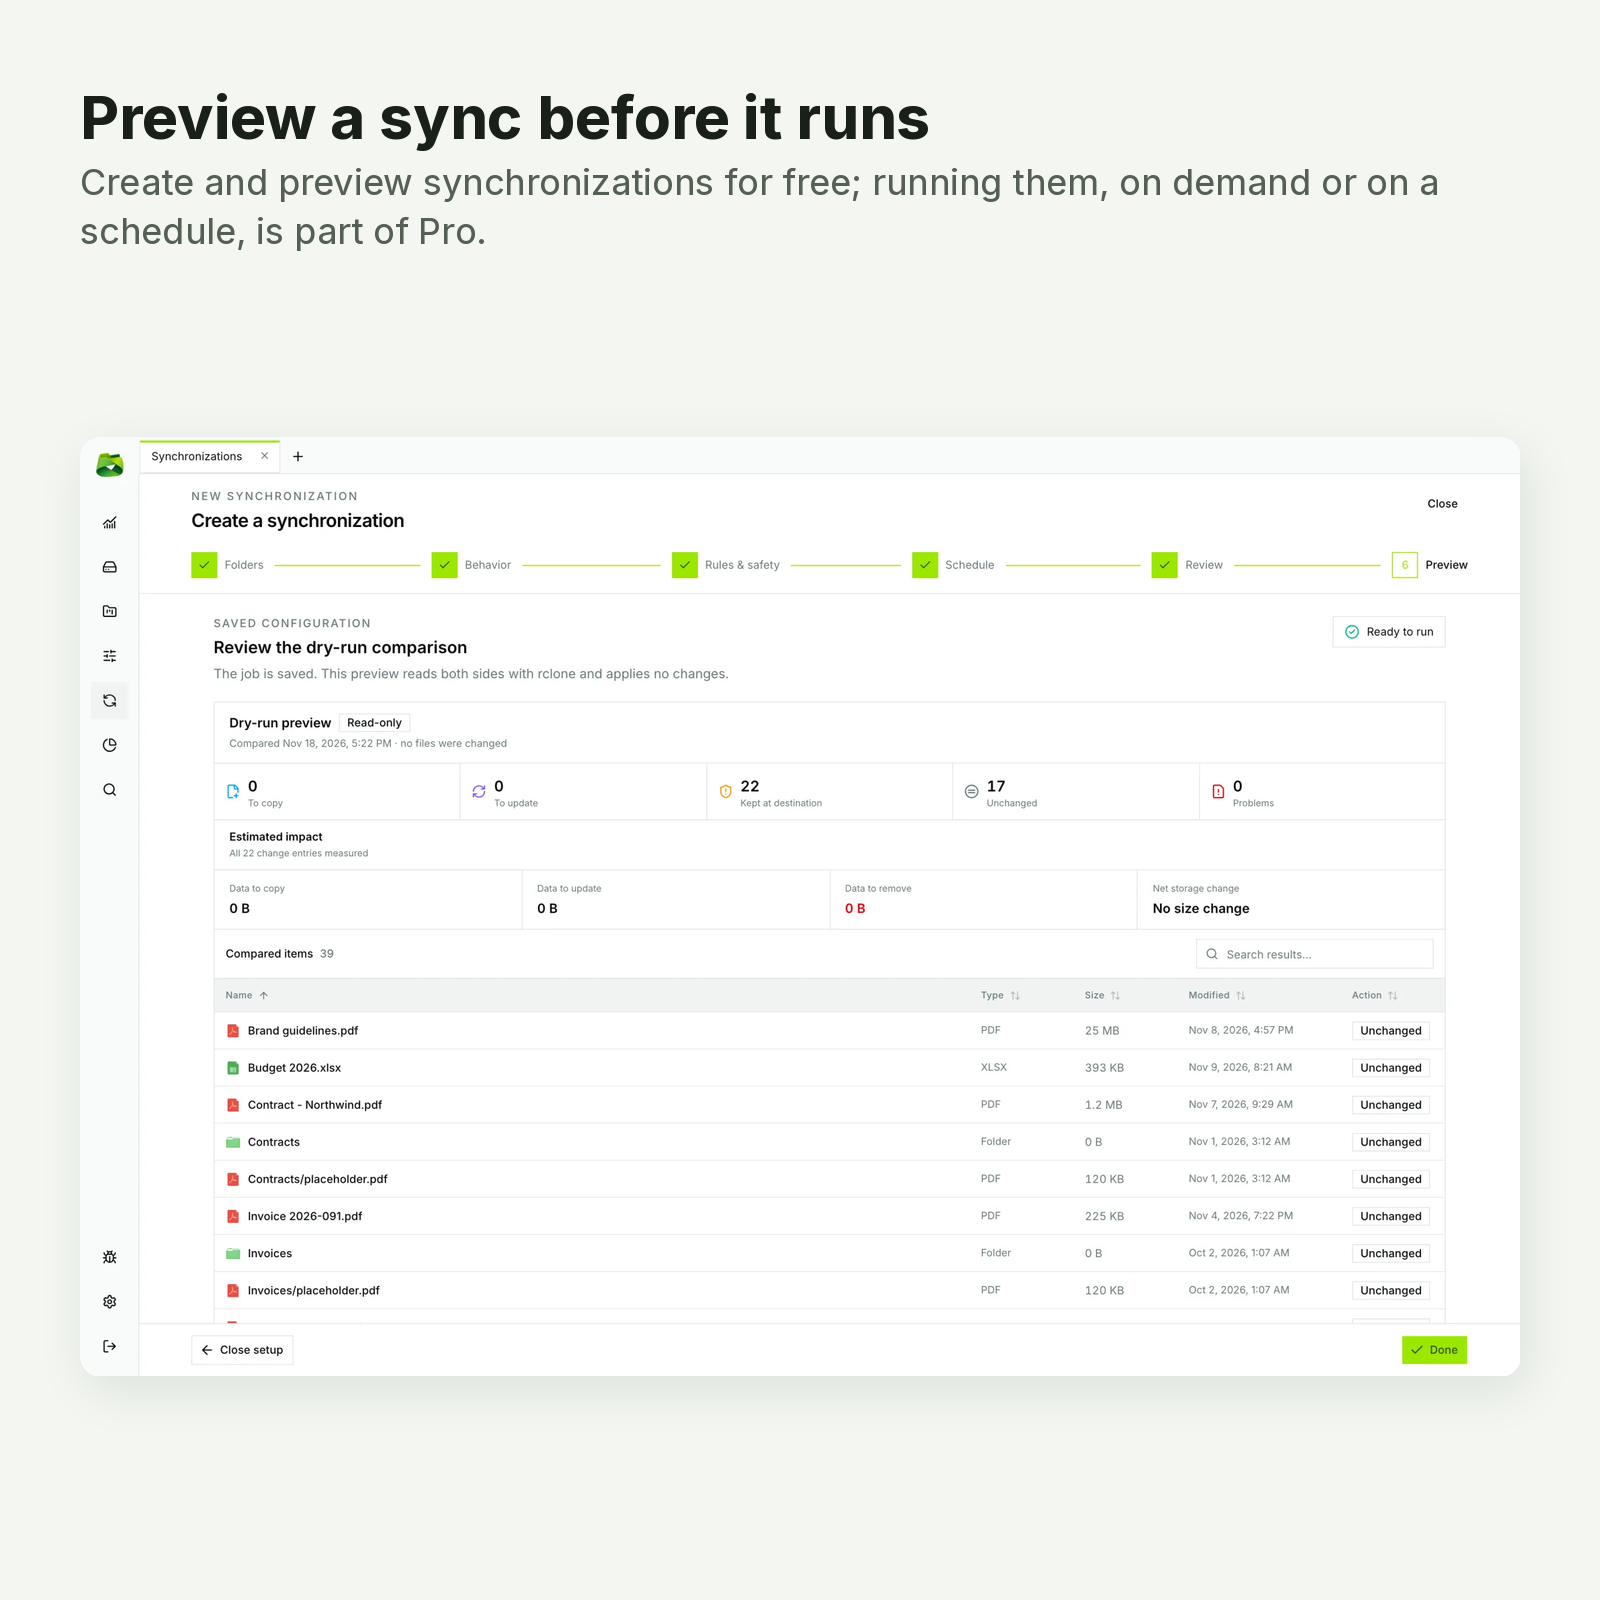 Preview a sync before it runs
Create and preview synchronizations for free; running them, on demand or on a
schedule, is part of Pro.
Synchronizations
NEW SYNCHRONIZATION
Close
Create a synchronization
Folders
Behavior
Rules & safety
Schedule
Review
6 Preview
SAVED CONFIGURATION
Ready to run
Review the dry-run comparison
The job is saved. This preview reads both sides with rclone and applies no changes.
Dry-run preview Read-only
Compared Nov 18, 2026, 5:22 PM · no files were changed
0
To copy
0
To update
22
Kept at destination
17
Unchanged
0
Problems
Estimated impact
All 22 change entries measured
Data to copy
0 B
Data to update
0 B
Data to remove
0 B
Net storage change
No size change
Compared items 39
Search results...
Name Type Size Modified Action
Brand guidelines.pdf PDF 25 MB Nov 8, 2026, 4:57 PM Unchanged
Budget 2026.xlsx XLSX 393 KB Nov 9, 2026, 8:21 AM Unchanged
Contract - Northwind.pdf PDF 1.2 MB Nov 7, 2026, 9:29 AM Unchanged
Contracts Folder 0 B Nov 1, 2026, 3:12 AM Unchanged
Contracts/placeholder.pdf PDF 120 KB Nov 1, 2026, 3:12 AM Unchanged
Invoice 2026-091.pdf PDF 225 KB Nov 4, 2026, 7:22 PM Unchanged
Invoices Folder 0 B Oct 2, 2026, 1:07 AM Unchanged
Invoices/placeholder.pdf PDF 120 KB Oct 2, 2026, 1:07 AM Unchanged
Close setup
Done